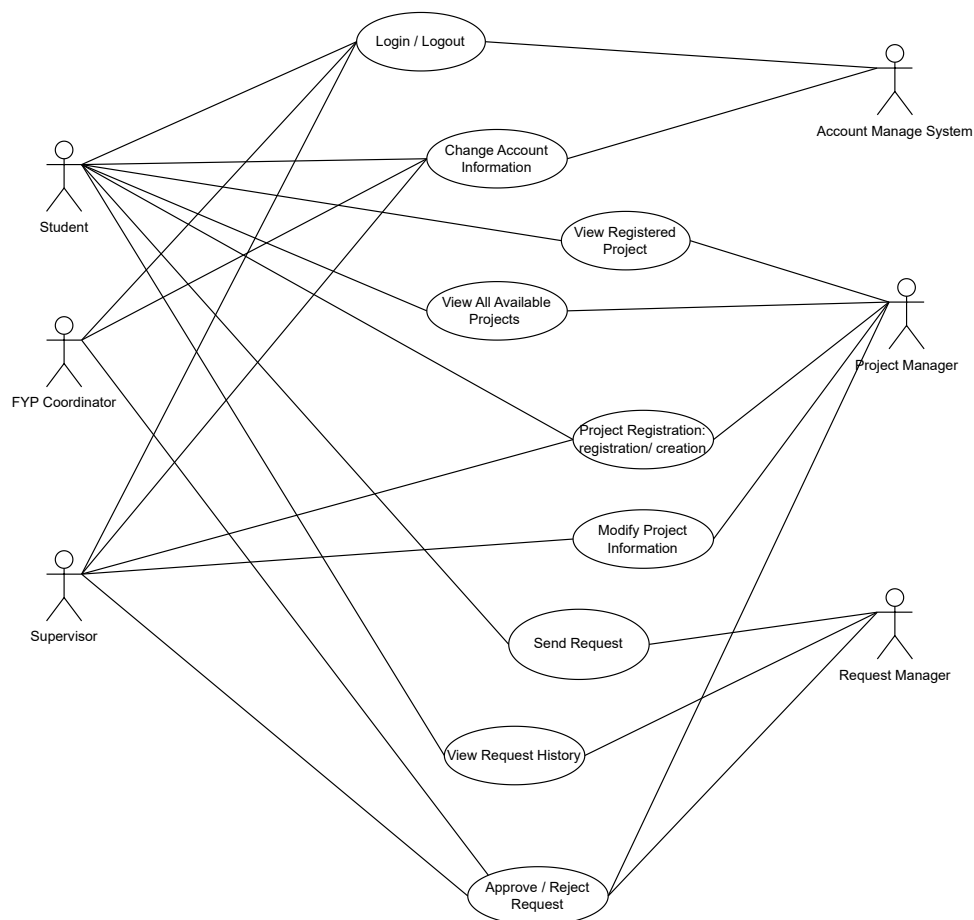 Login / Logout
Account Manage System
Change Account
Information
Student
View Registered
Project
View All Available
Projects
Project Manager
FYP Coordinator
Project Registration:
registration/ creation
Modify Project
Information
Supervisor
Send Request
Request Manager
View Request History
Approve / Reject
Request